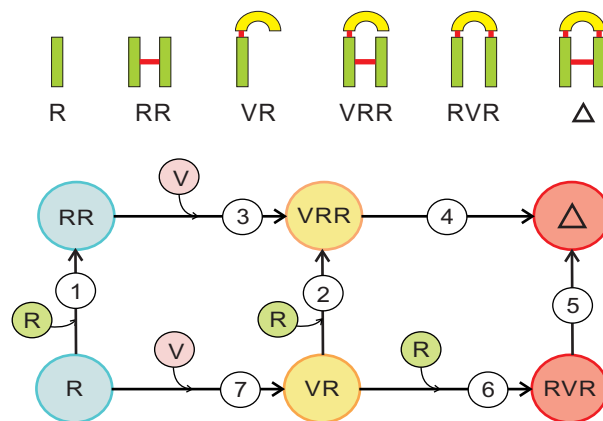 R RR VR VRR RVR Δ
V
RR 3 VRR 4 Δ
1 2 5
R R R
V
R 7 VR 6 RVR